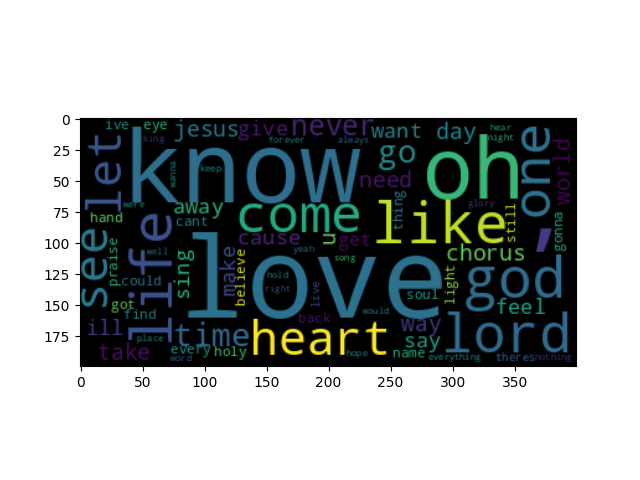 0
25
50
75
100
125
150
175
0
50
100
150
200
250
300
350
ive
eye
jesus
give
never
want
day
hear
night
king
forever
always
let
know
oh
one
world
go
wanna
keep
need
were
hand
away
cant
come
thing
like
still
glory
gonna
,
see
life
praise
well
could
sing
cause
make
believe
yeah
u
get
song
chorus
love
hold
right
live
soul
light
god
feel
would
got
find
ill
place
time
back
way
say
lord
heart
take
every
word
holy
hope
name
everything
theres
nothing